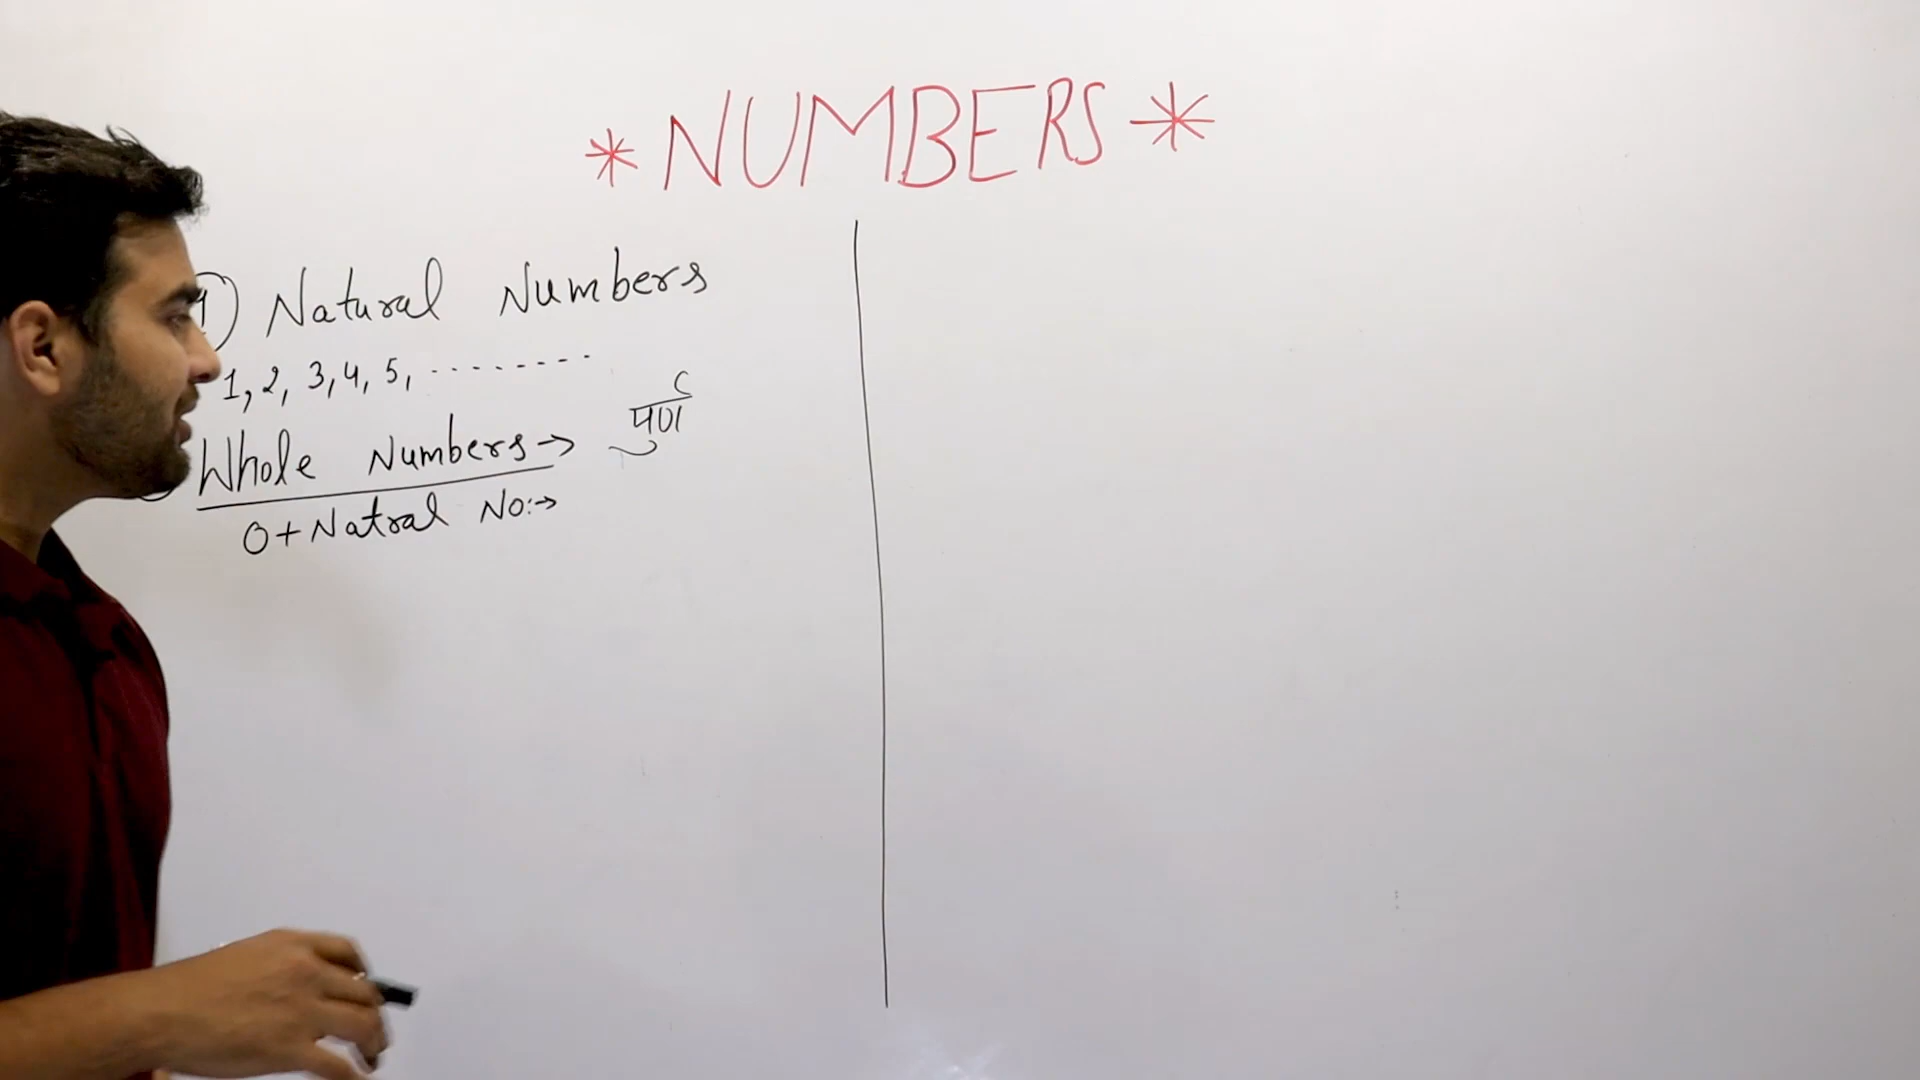 * NUMBERS *
1) Natural Numbers
1, 2, 3, 4, 5, --------
Whole Numbers → पूर्ण
0 + Natral No:→